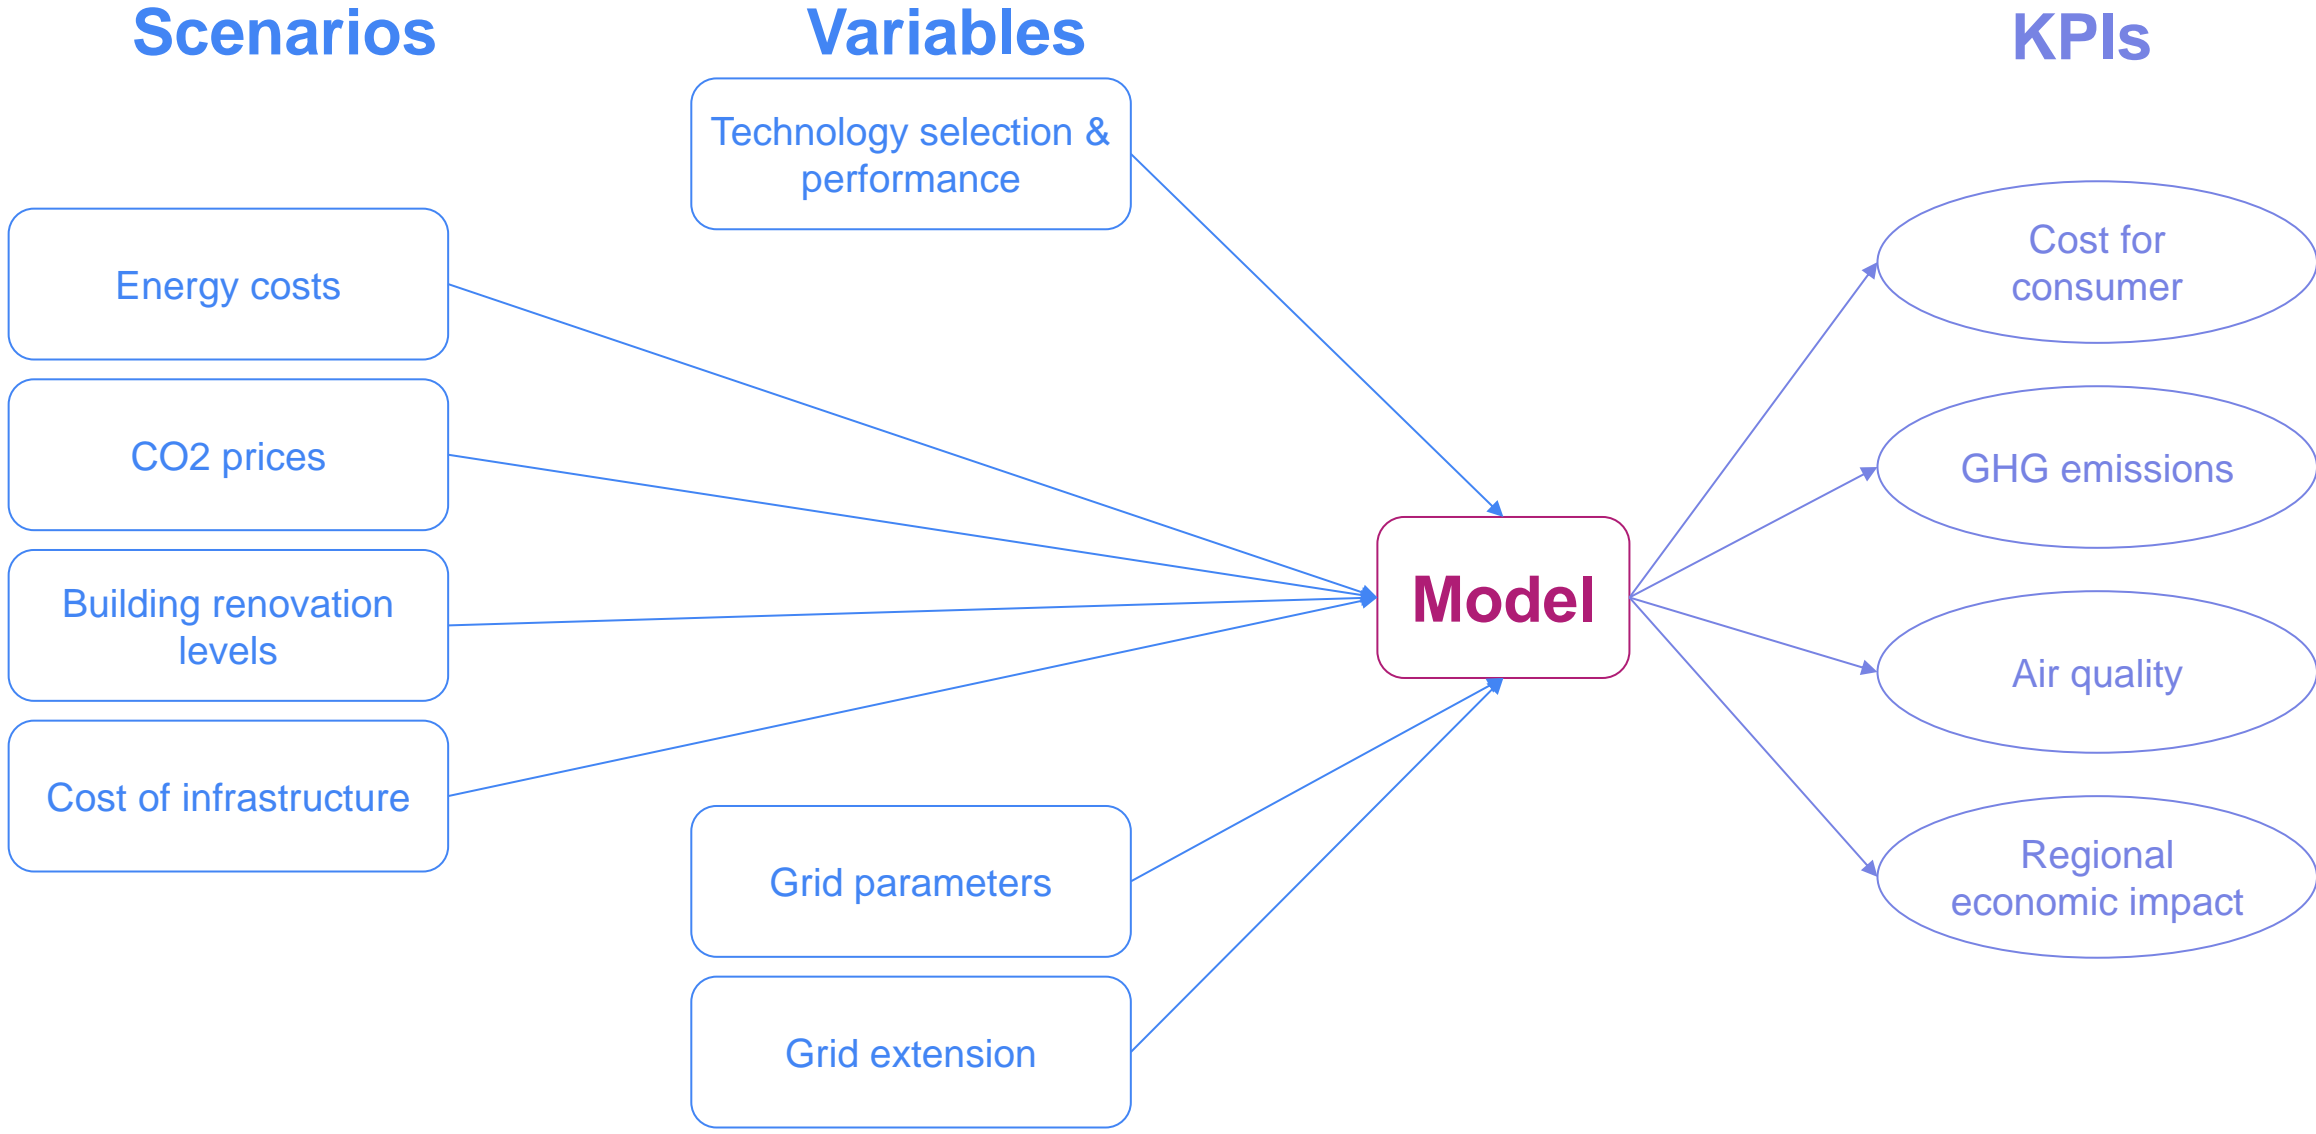 Scenarios
Variables
KPIs
Technology selection &
performance
Energy costs
CO2 prices
Building renovation
levels
Cost of infrastructure
Grid parameters
Grid extension
Model
Cost for
consumer
GHG emissions
Air quality
Regional
economic impact